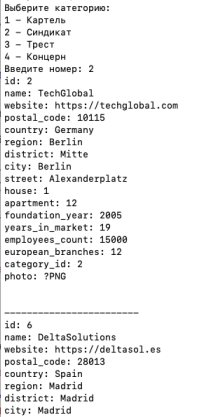 Выберите категорию:
1 – Картель
2 – Синдикат
3 – Трест
4 – Концерн
Введите номер: 2
id: 2
name: TechGlobal
website: https://techglobal.com
postal_code: 10115
country: Germany
region: Berlin
district: Mitte
city: Berlin
street: Alexanderplatz
house: 1
apartment: 12
foundation_year: 2005
years_in_market: 19
employees_count: 15000
european_branches: 12
category_id: 2
photo: ?PNG
------------------------
id: 6
name: DeltaSolutions
website: https://deltasol.es
postal_code: 28013
country: Spain
region: Madrid
district: Madrid
city: Madrid